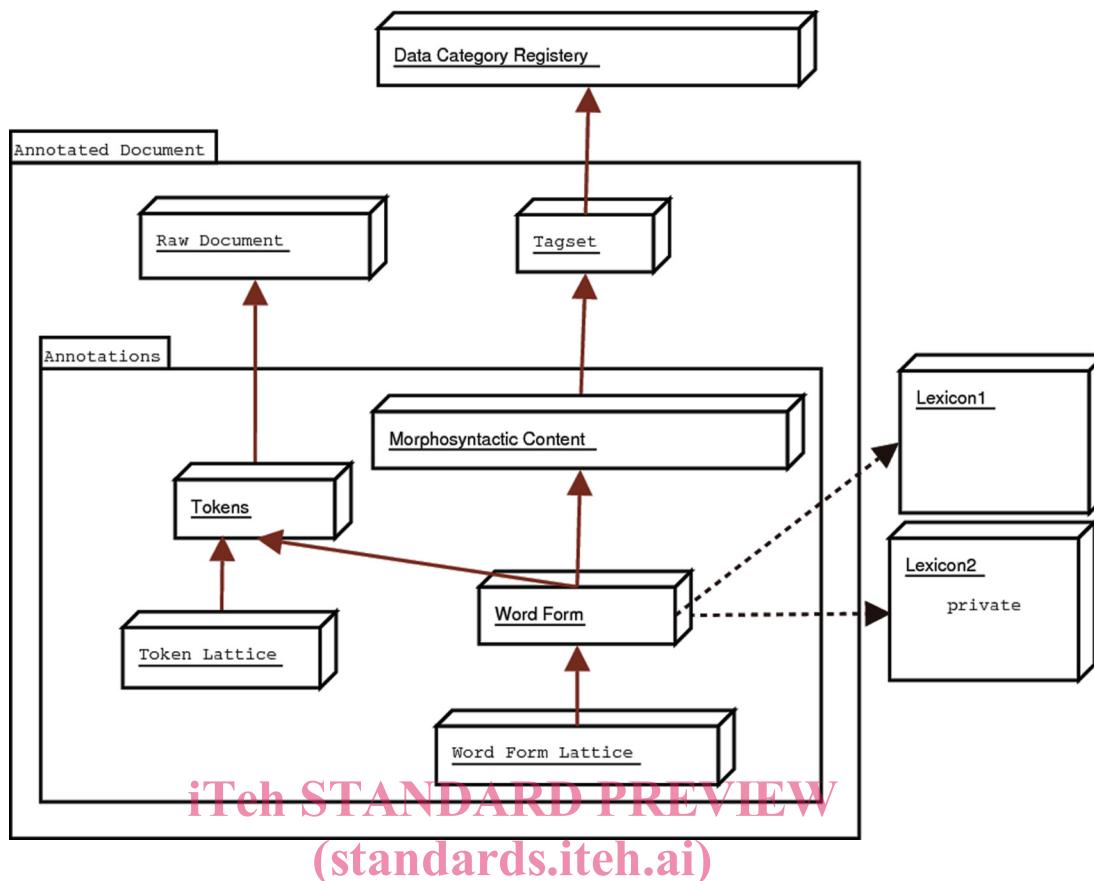 Data Category Registery
Annotated Document
Raw Document
Tagset
Annotations
Lexicon1
Morphosyntactic Content
Tokens
Lexicon2
private
Word Form
Token Lattice
Word Form Lattice
iTeh STANDARD PREVIEW
(standards.iteh.ai)